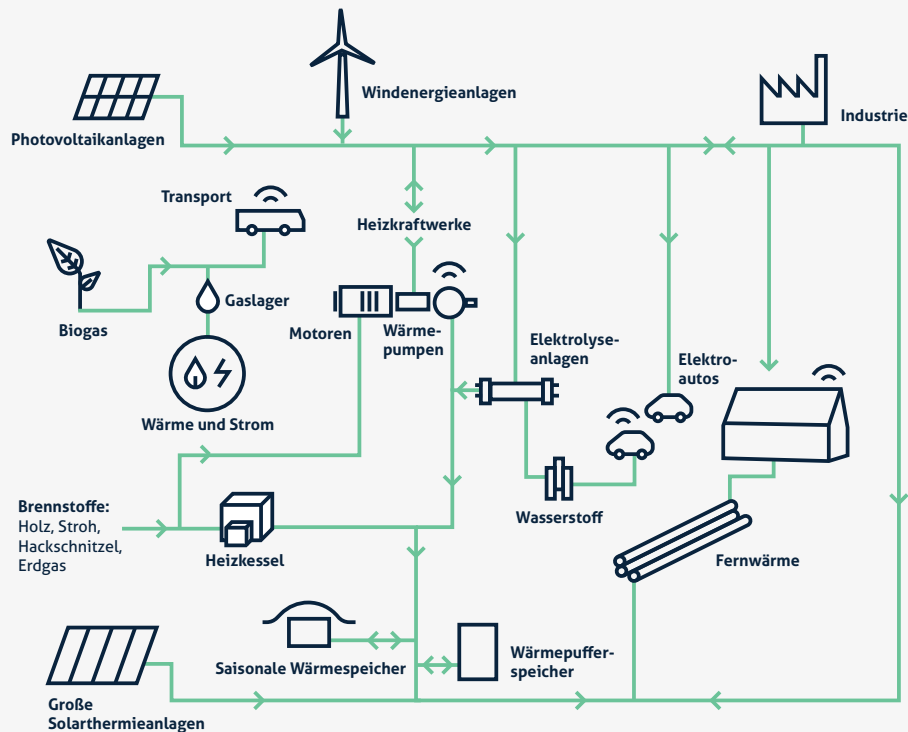 Windenergieanlagen
Industrie
Photovoltaikanlagen
Transport
Heizkraftwerke
Biogas
Gaslager
Motoren
Wärme-
pumpen
Elektrolyse-
anlagen
Elektro-
autos
Wärme und Strom
Brennstoffe:
Holz, Stroh,
Hackschnitzel,
Erdgas
Heizkessel
Wasserstoff
Fernwärme
Saisonale Wärmespeicher
Wärmepuffer-
speicher
Große
Solarthermieanlagen